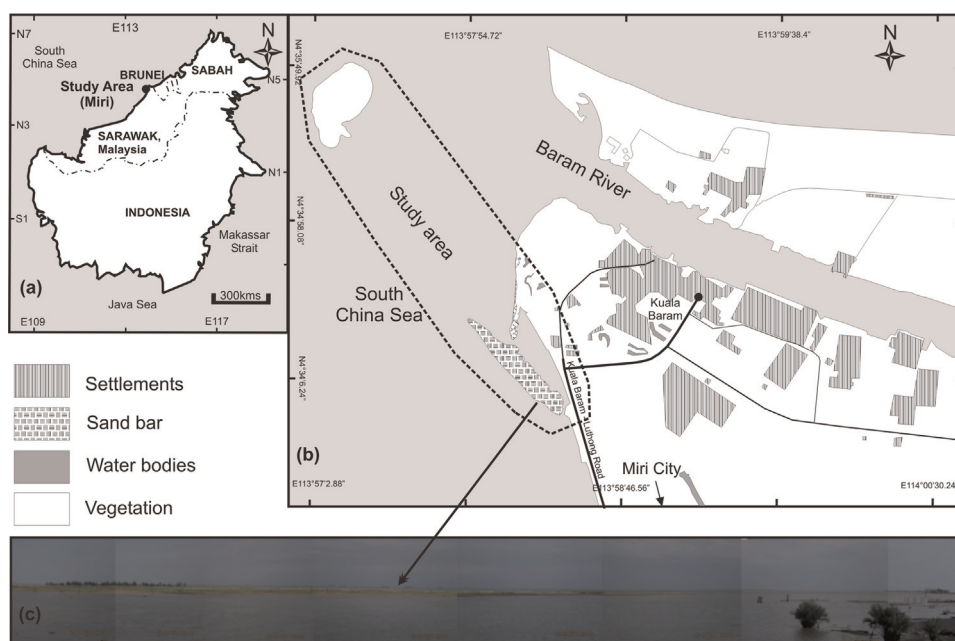 E113
N7
South
China Sea
N
BRUNEI
SABAH
Study Area
(Miri)
N5
N3
SARAWAK,
Malaysia
N1
INDONESIA
S1
Makassar
Strait
(a)
Java Sea
300kms
E109
E117
Settlements
Sand bar
Water bodies
Vegetation
E113°57'54.72"
E113°59'38.4"
N
N4°35'49.92"
Baram River
Study area
N4°34'58.08"
South
China Sea
Kuala
Baram
N4°34'6.24"
Kuala Baram Luthong Road
(b)
Miri City
E113°57'2.88"
E113°58'46.56"
E114°00'30.24"
(c)